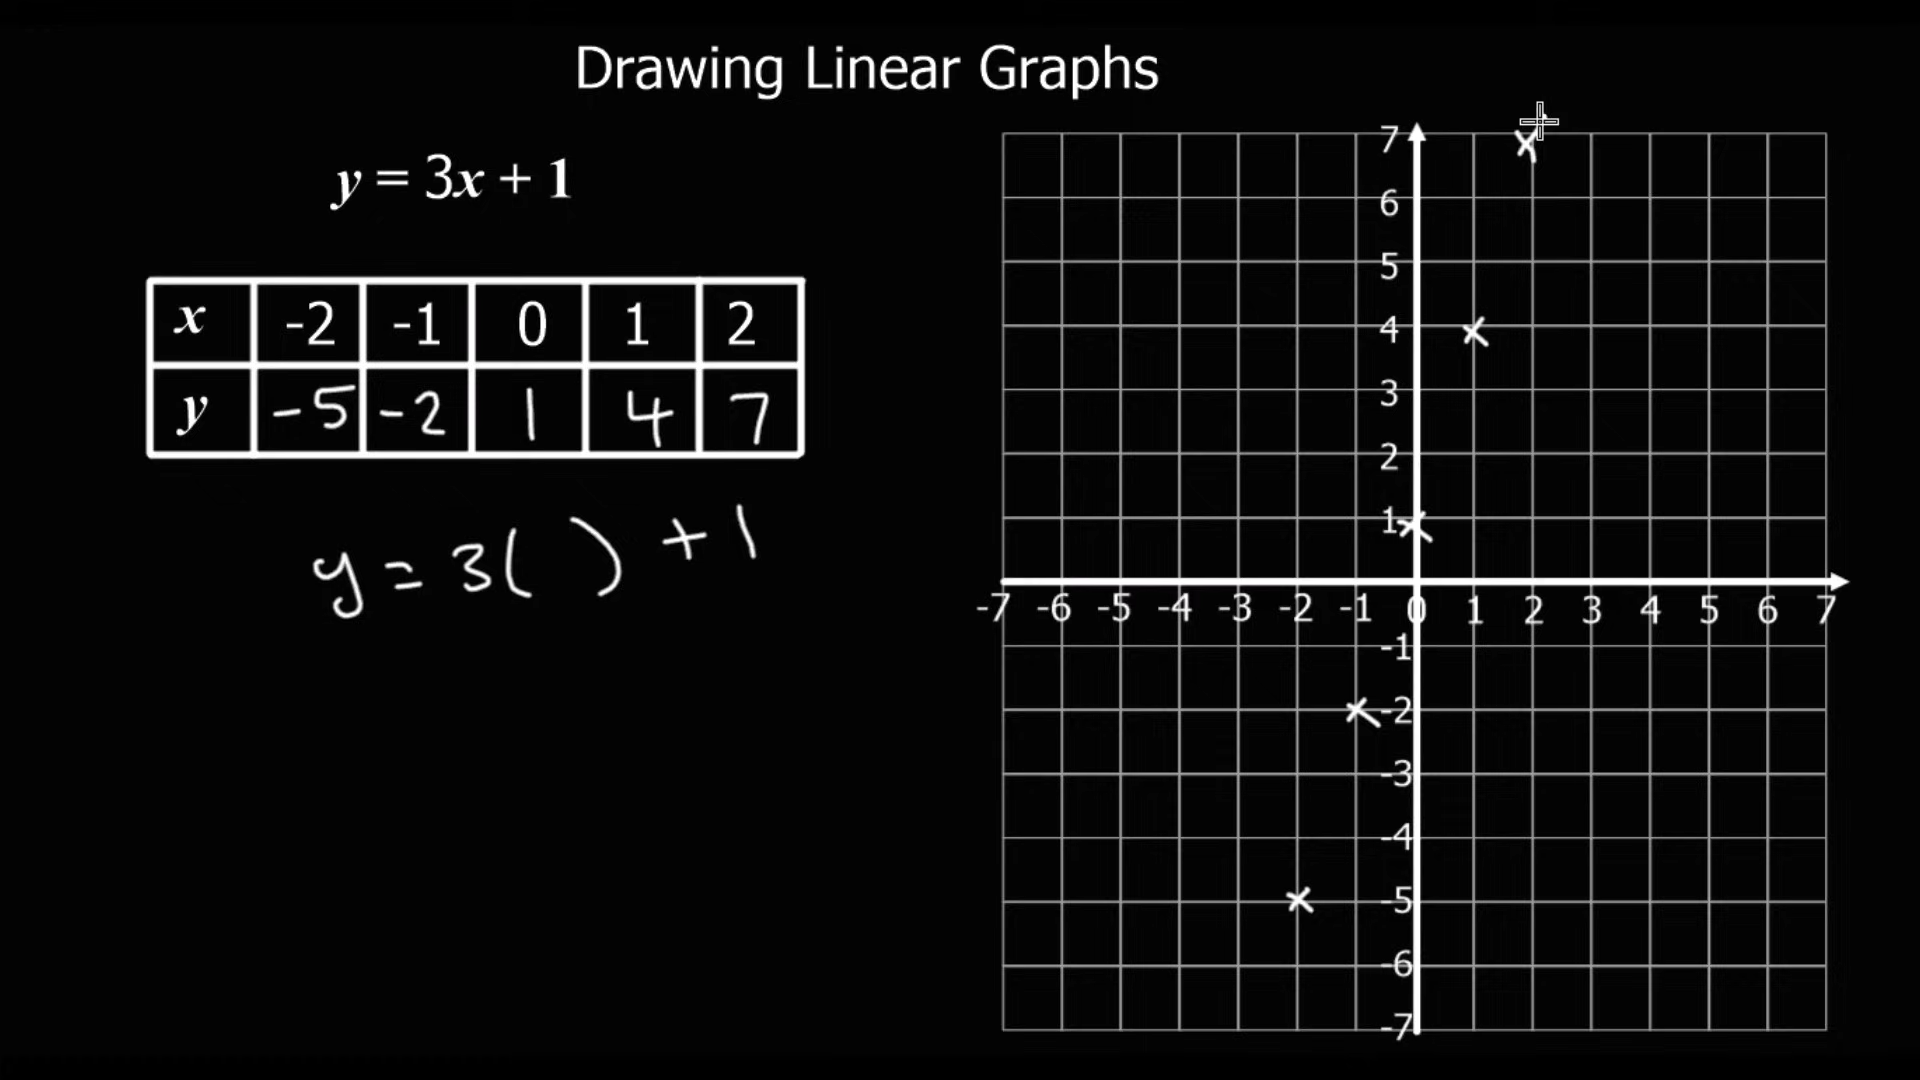 Drawing Linear Graphs
y = 3x + 1
x -2 -1 0 1 2
y -5 -2 1 4 7
y = 3( ) + 1
7
6
5
4
3
2
1
-7 -6 -5 -4 -3 -2 -1 0 1 2 3 4 5 6 7
-1
-2
-3
-4
-5
-6
-7